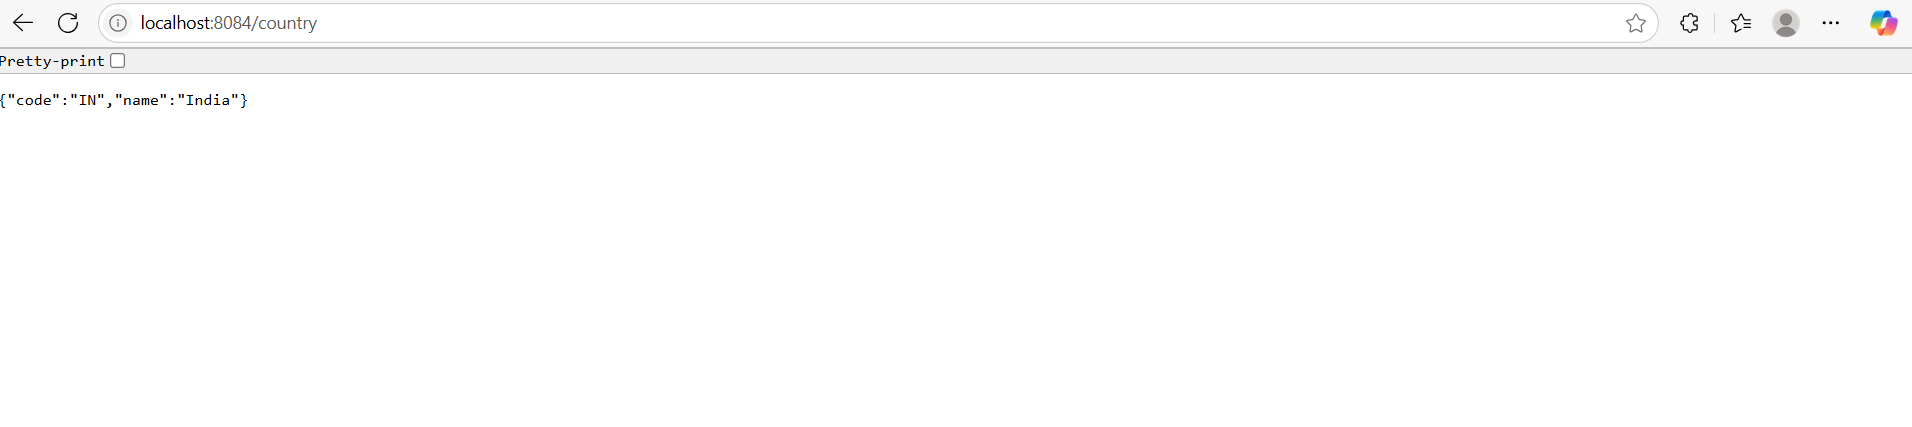 localhost:8084/country
Pretty-print
{"code":"IN","name":"India"}